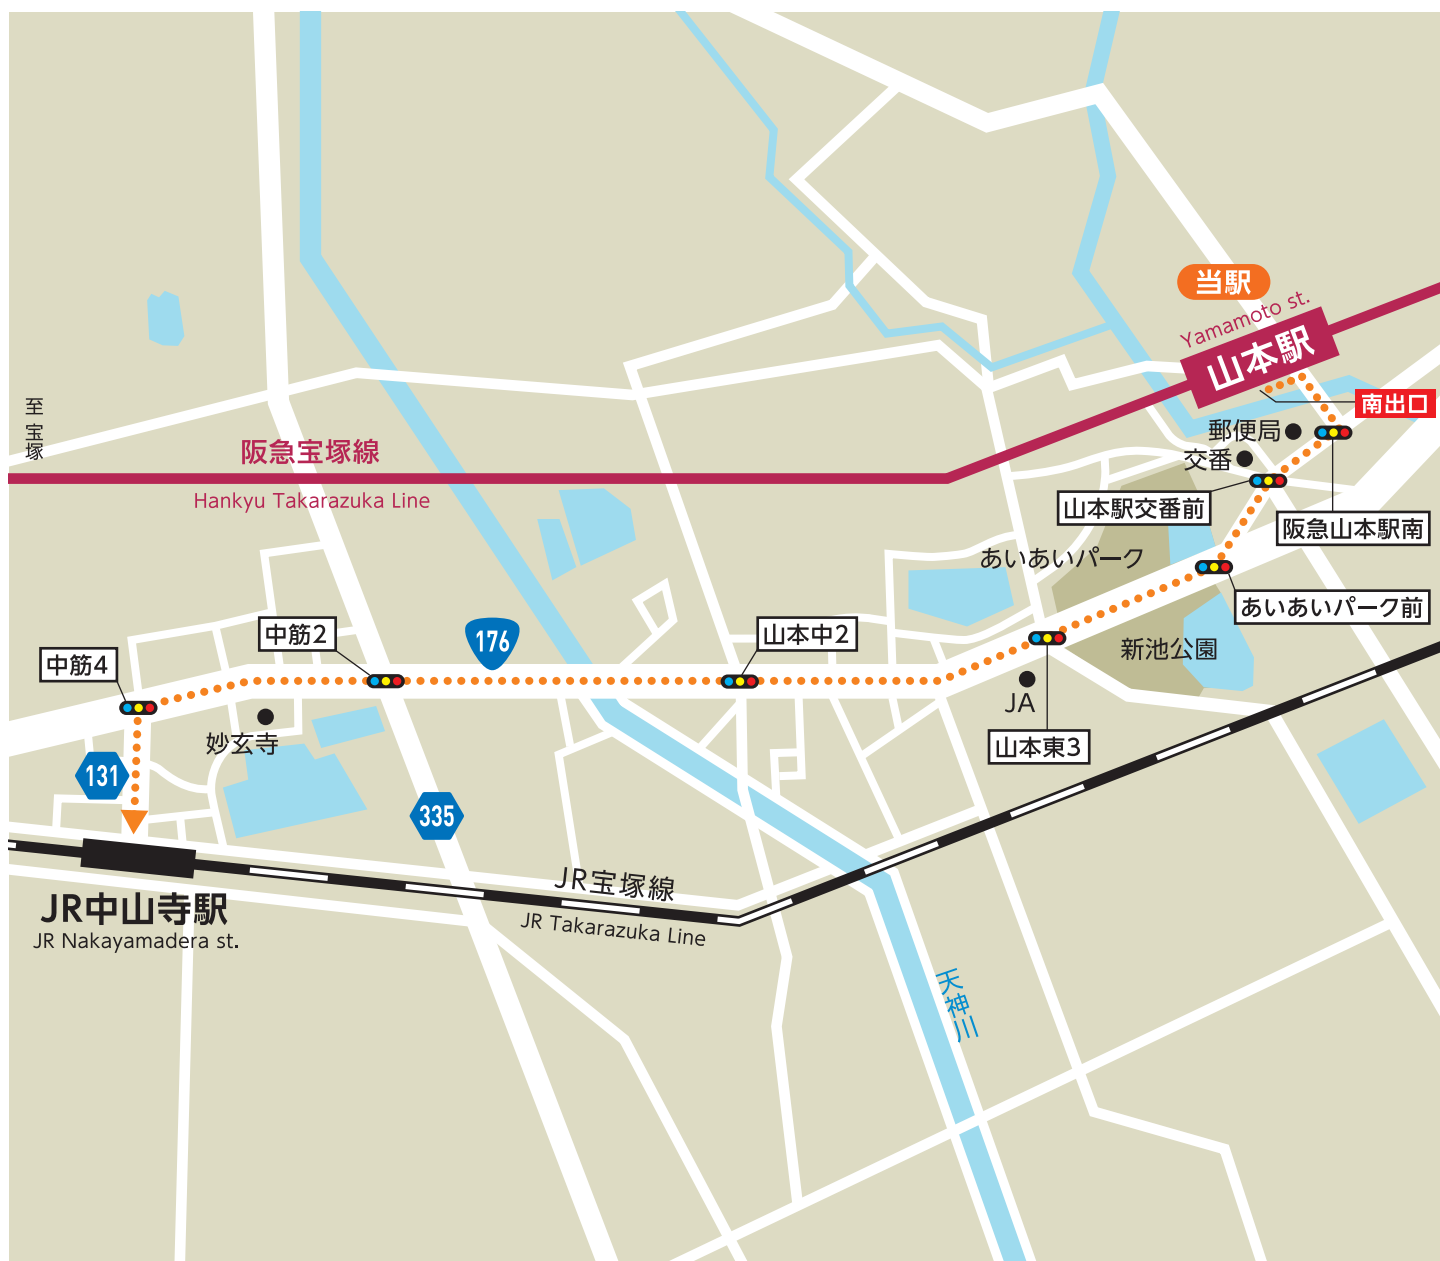 当駅
Yamamoto st.
山本駅
南出口
至 宝塚
郵便局
阪急宝塚線
交番
Hankyu Takarazuka Line
山本駅交番前
阪急山本駅南
あいあいパーク
あいあいパーク前
中筋2
176
山本中2
新池公園
中筋4
JA
妙玄寺
山本東3
131
335
JR宝塚線
JR中山寺駅
JR Takarazuka Line
JR Nakayamadera st.
天神川